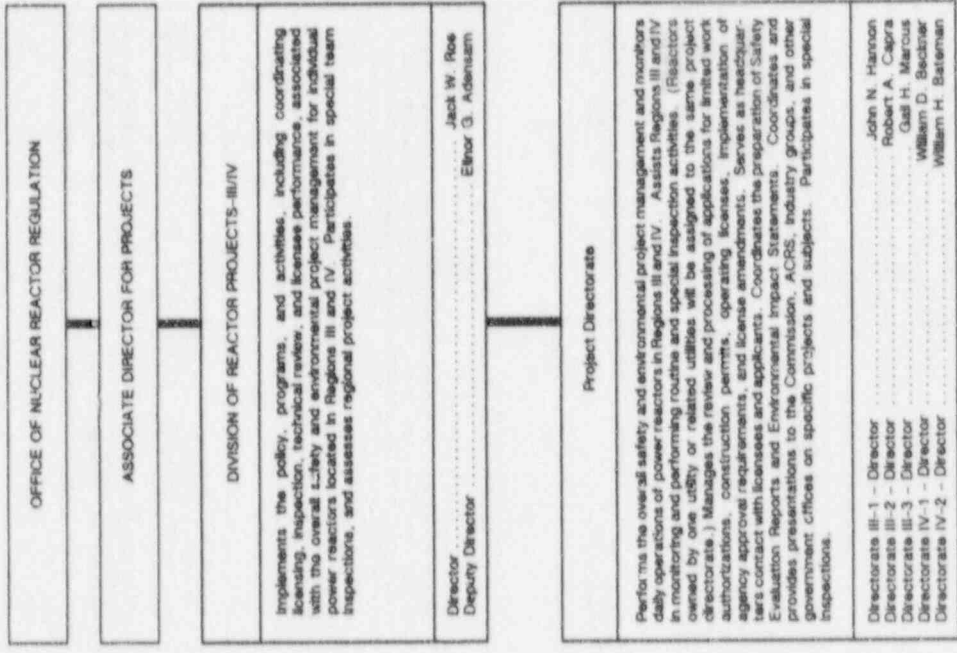 OFFICE OF NUCLEAR REACTOR REGULATION
ASSOCIATE DIRECTOR FOR PROJECTS
DIVISION OF REACTOR PROJECTS-III/IV
Implements the policy, programs, and activities, including coordinating
licensing, inspection, technical review, and licensee performance, associated
with the overall safety and environmental project management for individual
power reactors located in Regions III and IV. Participates in special team
inspections, and assesses regional project activities.
Director ........ Jack W. Roe
Deputy Director ........ Elinor G. Adensam
Project Directorate
Performs the overall safety and environmental project management and monitors
daily operations of power reactors in Regions III and IV. Assists Regions III and IV
in monitoring and performing routine and special inspection activities. (Reactors
owned by one utility or related utilities will be assigned to the same project
directorate.) Manages the review and processing of applications for limited work
authorizations, construction permits, operating licenses, implementation of
agency approval requirements, and license amendments. Serves as headquar-
ters contact with licensees and applicants. Coordinates the preparation of Safety
Evaluation Reports and Environmental Impact Statements. Coordinates and
provides presentations to the Commission, ACRS, industry groups, and other
government offices on specific projects and subjects. Participates in special
inspections.
Directorate III-1 - Director ........ John N. Hannon
Directorate III-2 - Director ........ Robert A. Capra
Directorate III-3 - Director ........ Gail H. Marcus
Directorate IV-1 - Director ........ William D. Beckner
Directorate IV-2 - Director ........ William H. Bateman